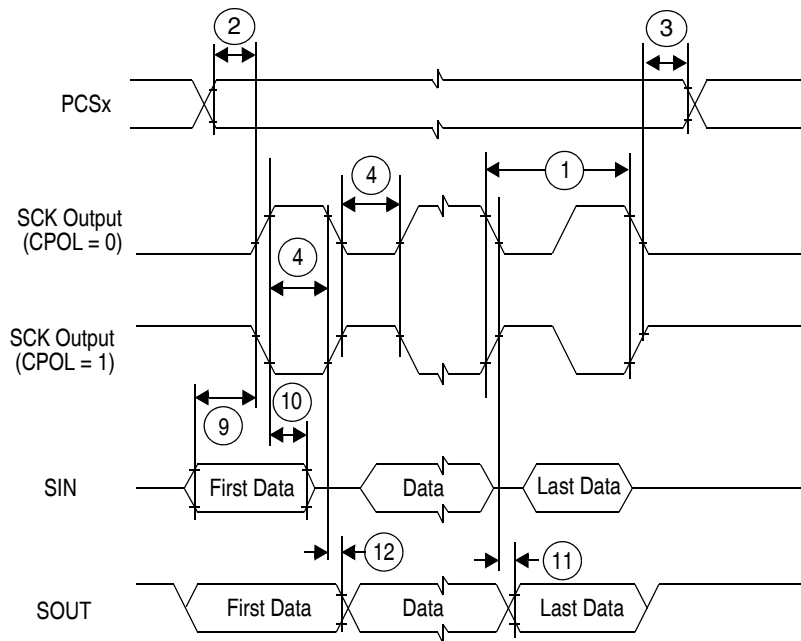 2
3
PCSx
4
1
SCK Output
(CPOL = 0)
4
SCK Output
(CPOL = 1)
9
10
SIN
First Data
Data
Last Data
12
11
SOUT
First Data
Data
Last Data